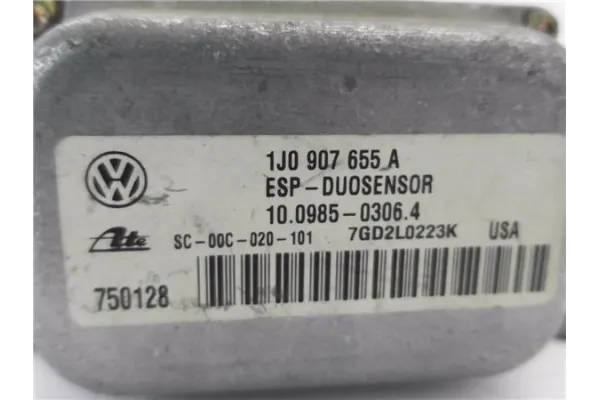 1J0 907 655 A
ESP-DUOSENSOR
10.0985-0306.4
Ate SC-00C-020-101 7GD2L0223K USA
750128